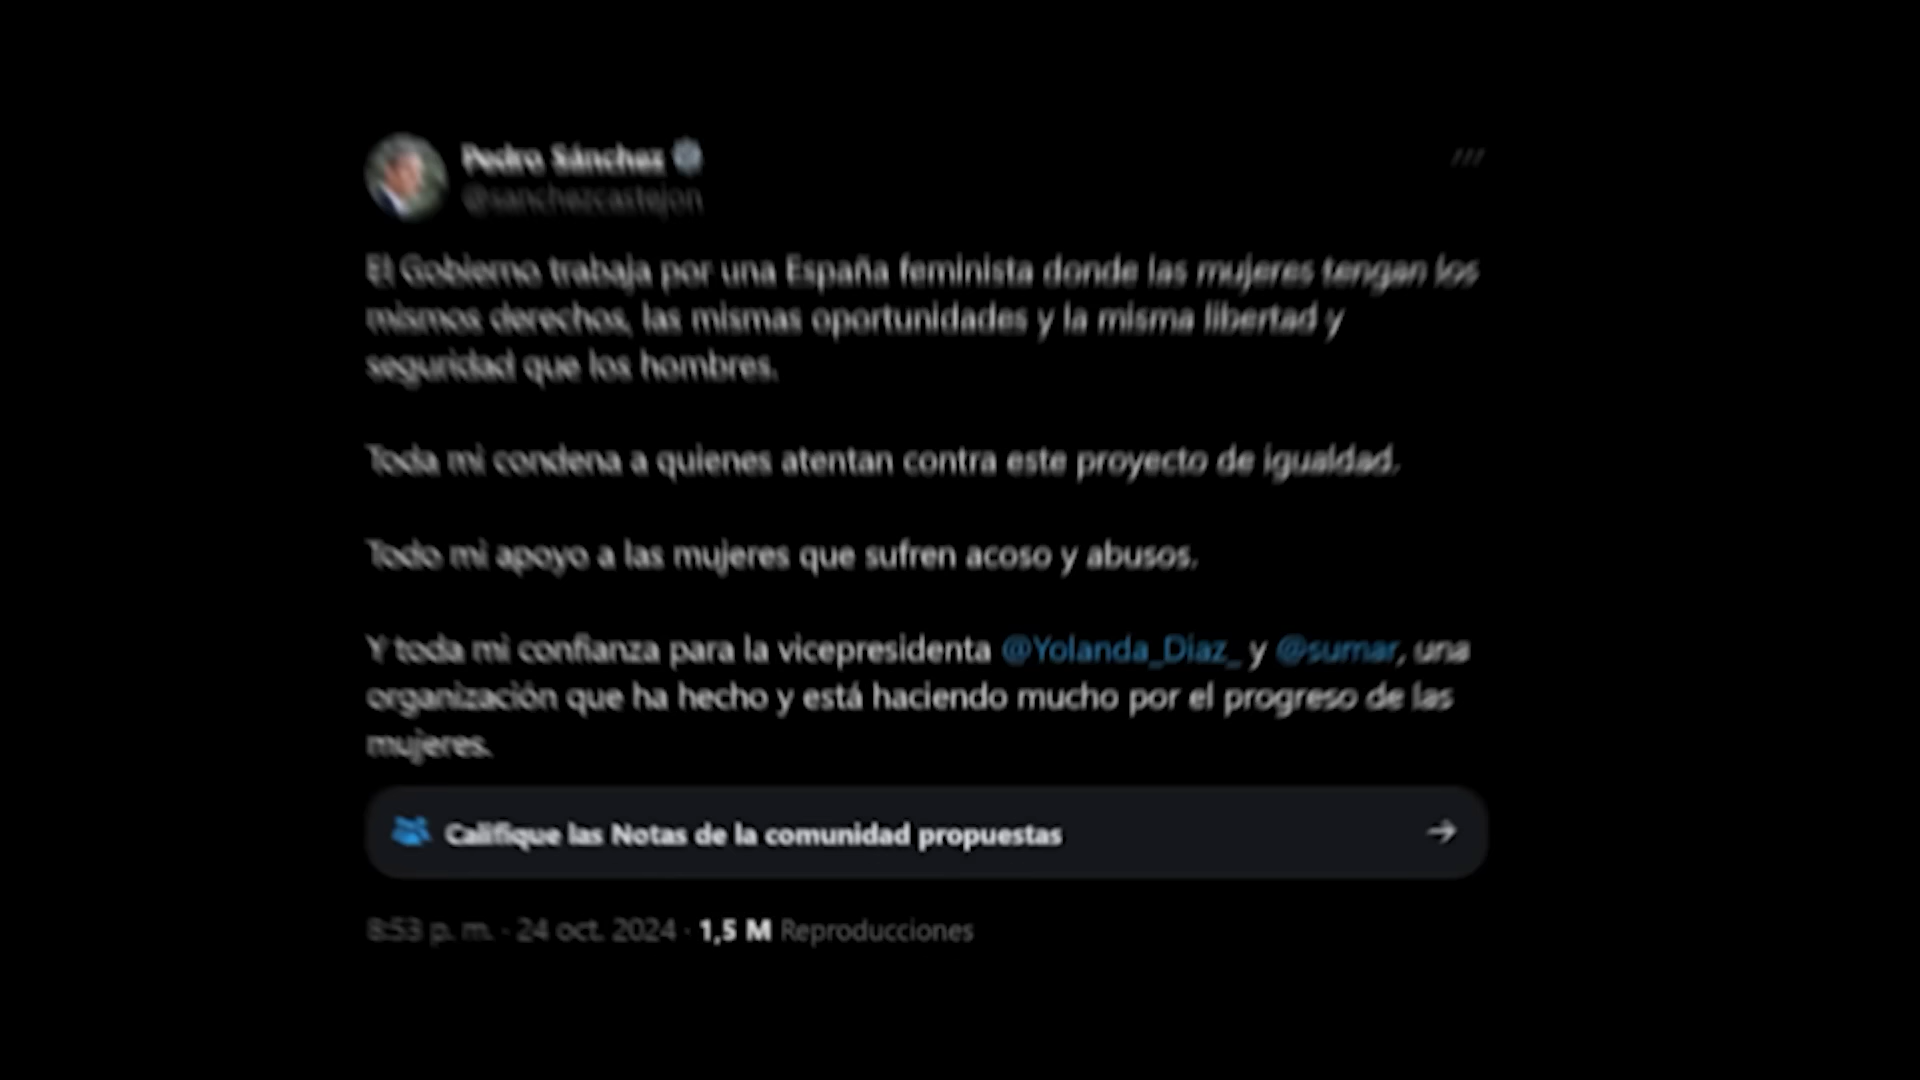 Pedro Sánchez
@sanchezcastejon
El Gobierno trabaja por una España feminista donde las mujeres tengan los
mismos derechos, las mismas oportunidades y la misma libertad y
seguridad que los hombres.
Toda mi condena a quienes atentan contra este proyecto de igualdad.
Todo mi apoyo a las mujeres que sufren acoso y abusos.
Y toda mi confianza para la vicepresidenta @Yolanda_Diaz_ y @sumar, una
organización que ha hecho y está haciendo mucho por el progreso de las
mujeres.
Califique las Notas de la comunidad propuestas
8:53 p. m. · 24 oct. 2024 · 1,5 M Reproducciones